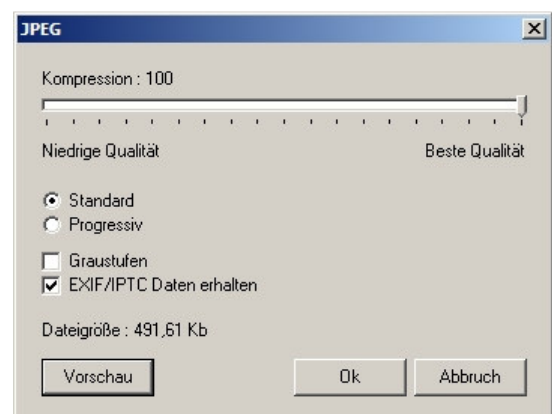 JPEG
Kompression : 100
Niedrige Qualität Beste Qualität
Standard
Progressiv
Graustufen
EXIF/IPTC Daten erhalten
Dateigröße : 491,61 Kb
Vorschau Ok Abbruch